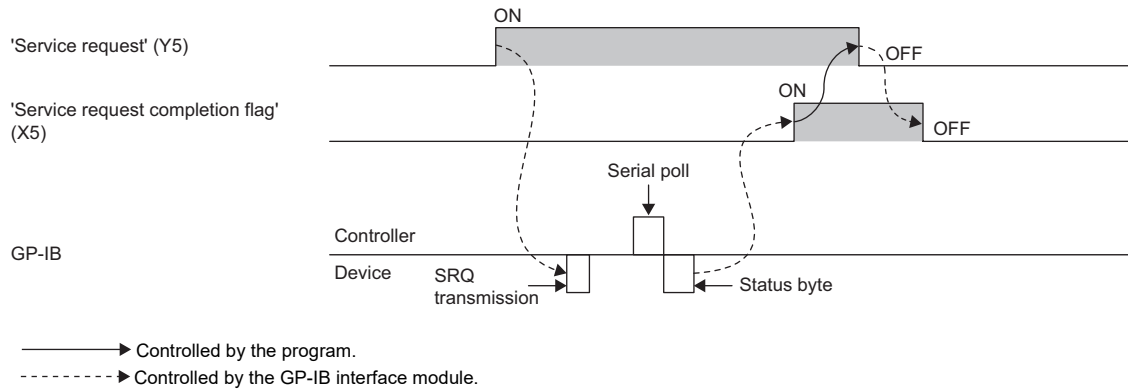 ON
'Service request' (Y5)
OFF
ON
'Service request completion flag'
(X5)
OFF
Serial poll
Controller
GP-IB
Device
SRQ
transmission
Status byte
Controlled by the program.
Controlled by the GP-IB interface module.